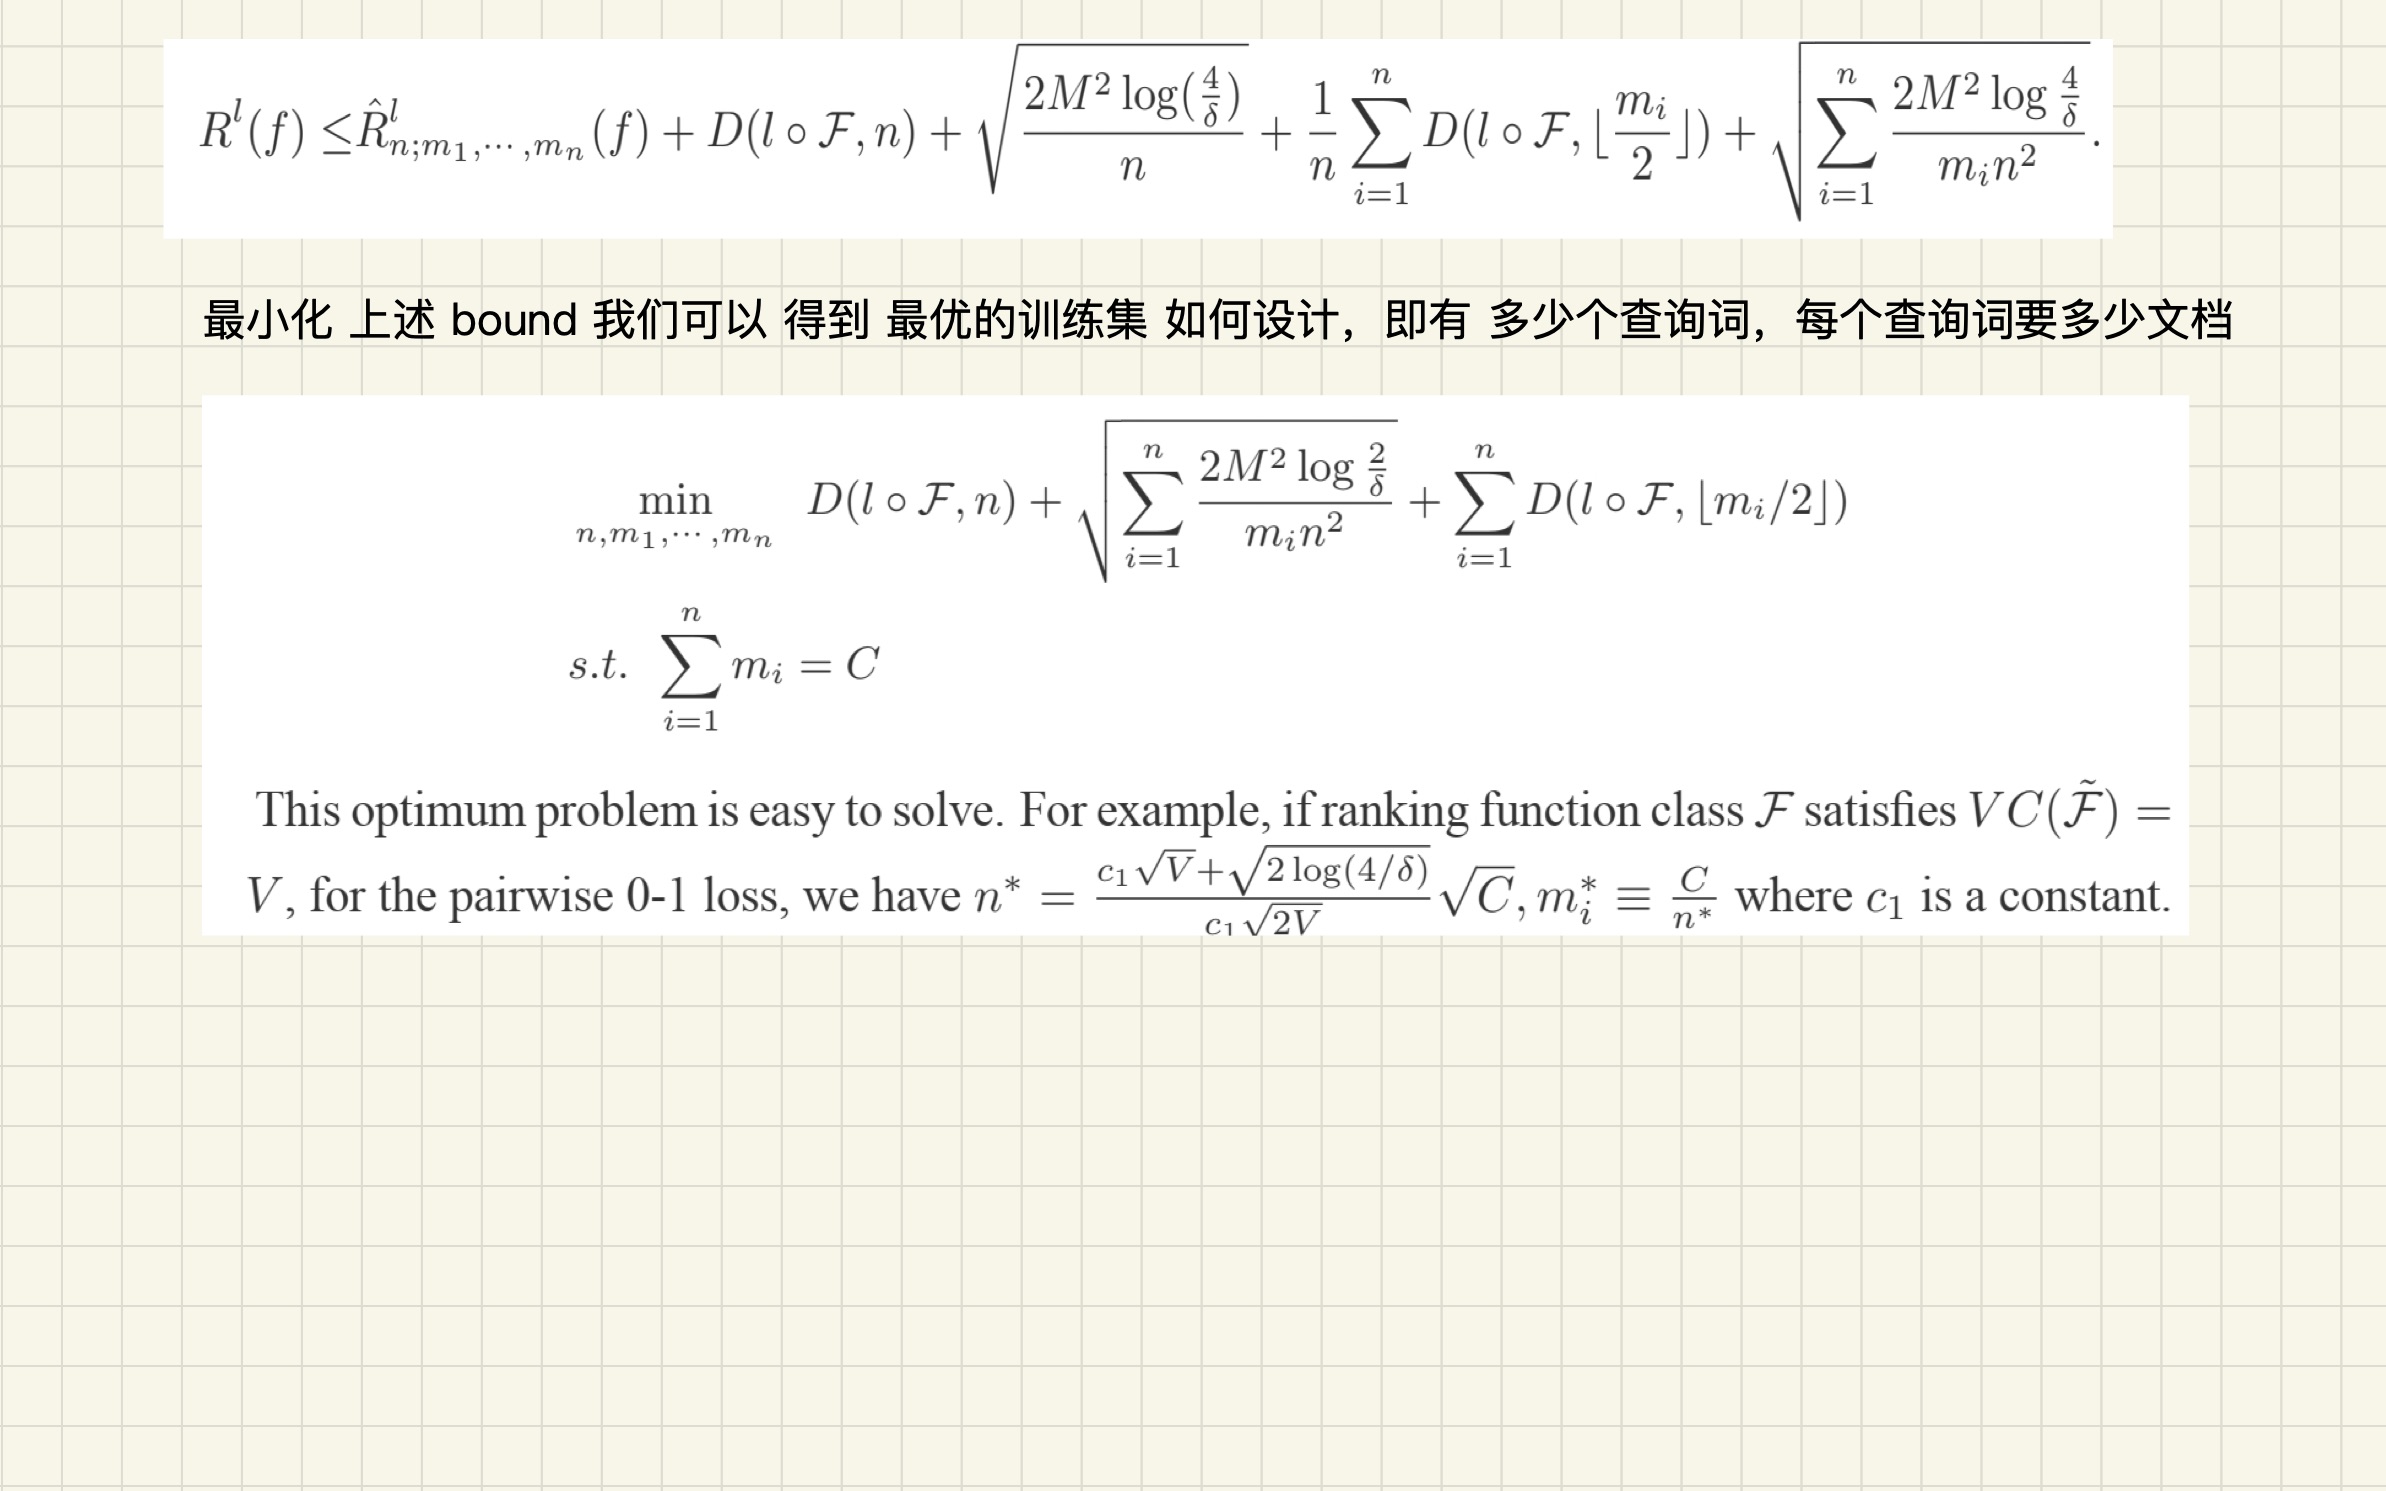 $R^l(f) \leq \hat{R}^l_{n;m_1,\cdots,m_n}(f) + D(l \circ \mathcal{F}, n) + \sqrt{\frac{2M^2 \log(\frac{4}{\delta})}{n}} + \frac{1}{n} \sum_{i=1}^{n} D(l \circ \mathcal{F}, \lfloor \frac{m_i}{2} \rfloor) + \sqrt{\sum_{i=1}^{n} \frac{2M^2 \log \frac{4}{\delta}}{m_i n^2}}.$
最小化 上述 bound 我们可以 得到 最优的训练集 如何设计，即有 多少个查询词，每个查询词要多少文档
$\min_{n,m_1,\cdots,m_n} D(l \circ \mathcal{F}, n) + \sqrt{\sum_{i=1}^{n} \frac{2M^2 \log \frac{2}{\delta}}{m_i n^2}} + \sum_{i=1}^{n} D(l \circ \mathcal{F}, \lfloor m_i/2 \rfloor)$
$s.t. \sum_{i=1}^{n} m_i = C$
This optimum problem is easy to solve. For example, if ranking function class $\mathcal{F}$ satisfies $VC(\tilde{\mathcal{F}}) =$
$V$, for the pairwise 0-1 loss, we have $n^* = \frac{c_1\sqrt{V}+\sqrt{2\log(4/\delta)}}{c_1\sqrt{2V}}\sqrt{C}, m_i^* \equiv \frac{C}{n^*}$ where $c_1$ is a constant.